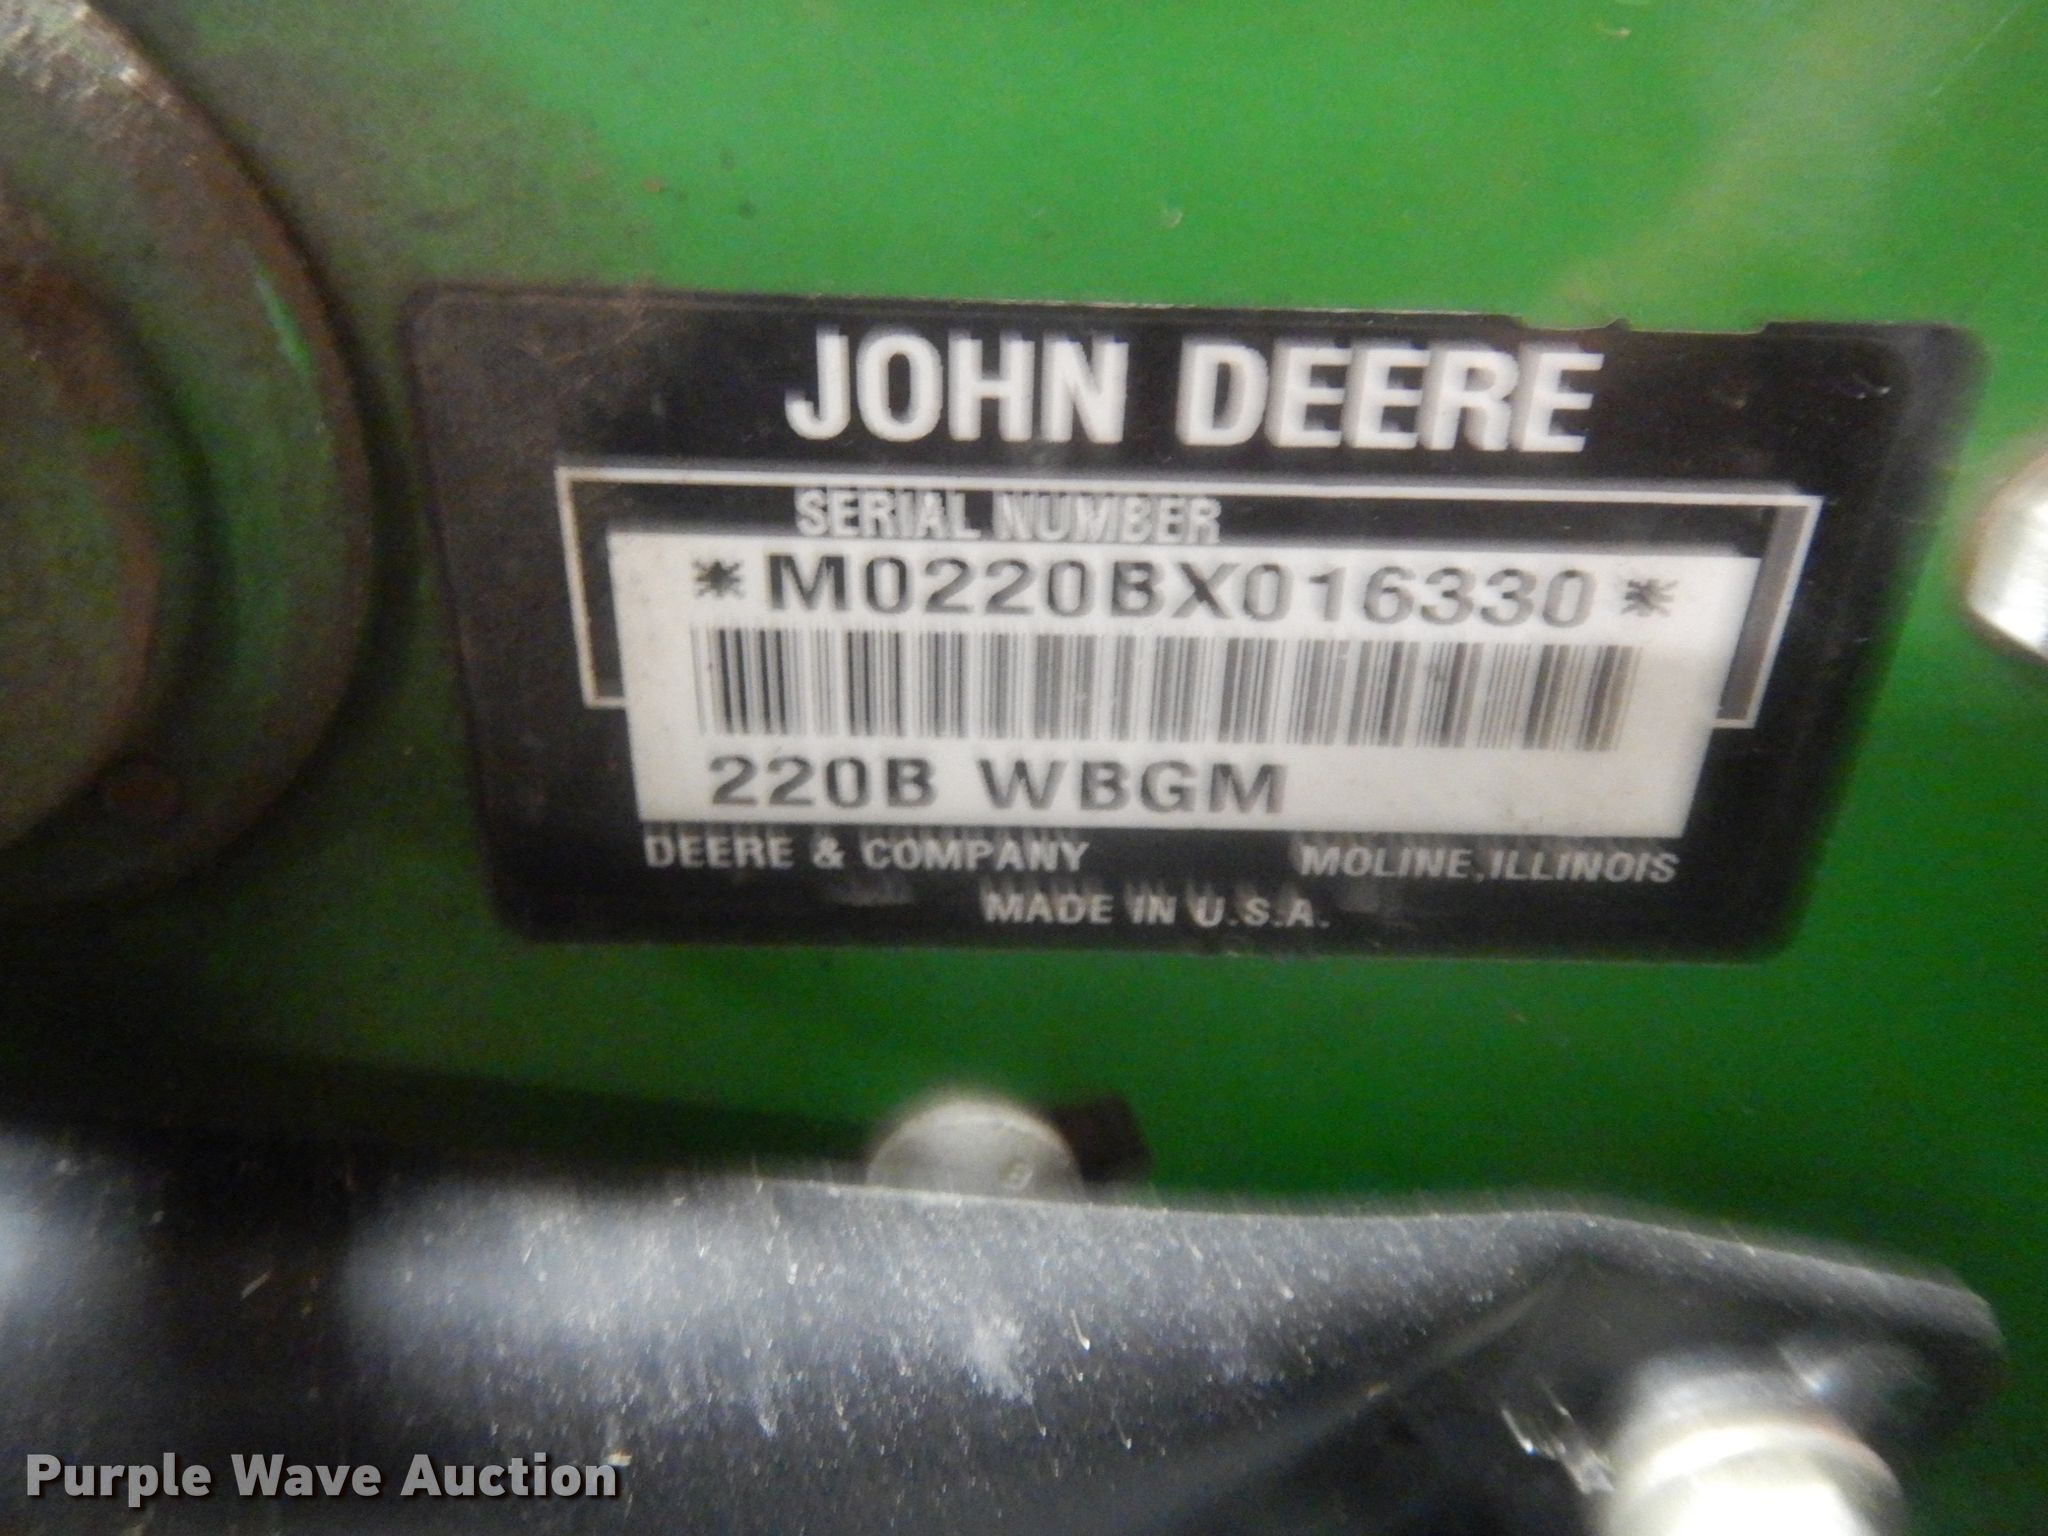 JOHN DEERE
SERIAL NUMBER
*M0220BX016330*
220B WBGM
DEERE & COMPANY MOLINE, ILLINOIS
MADE IN U.S.A.
Purple Wave Auction